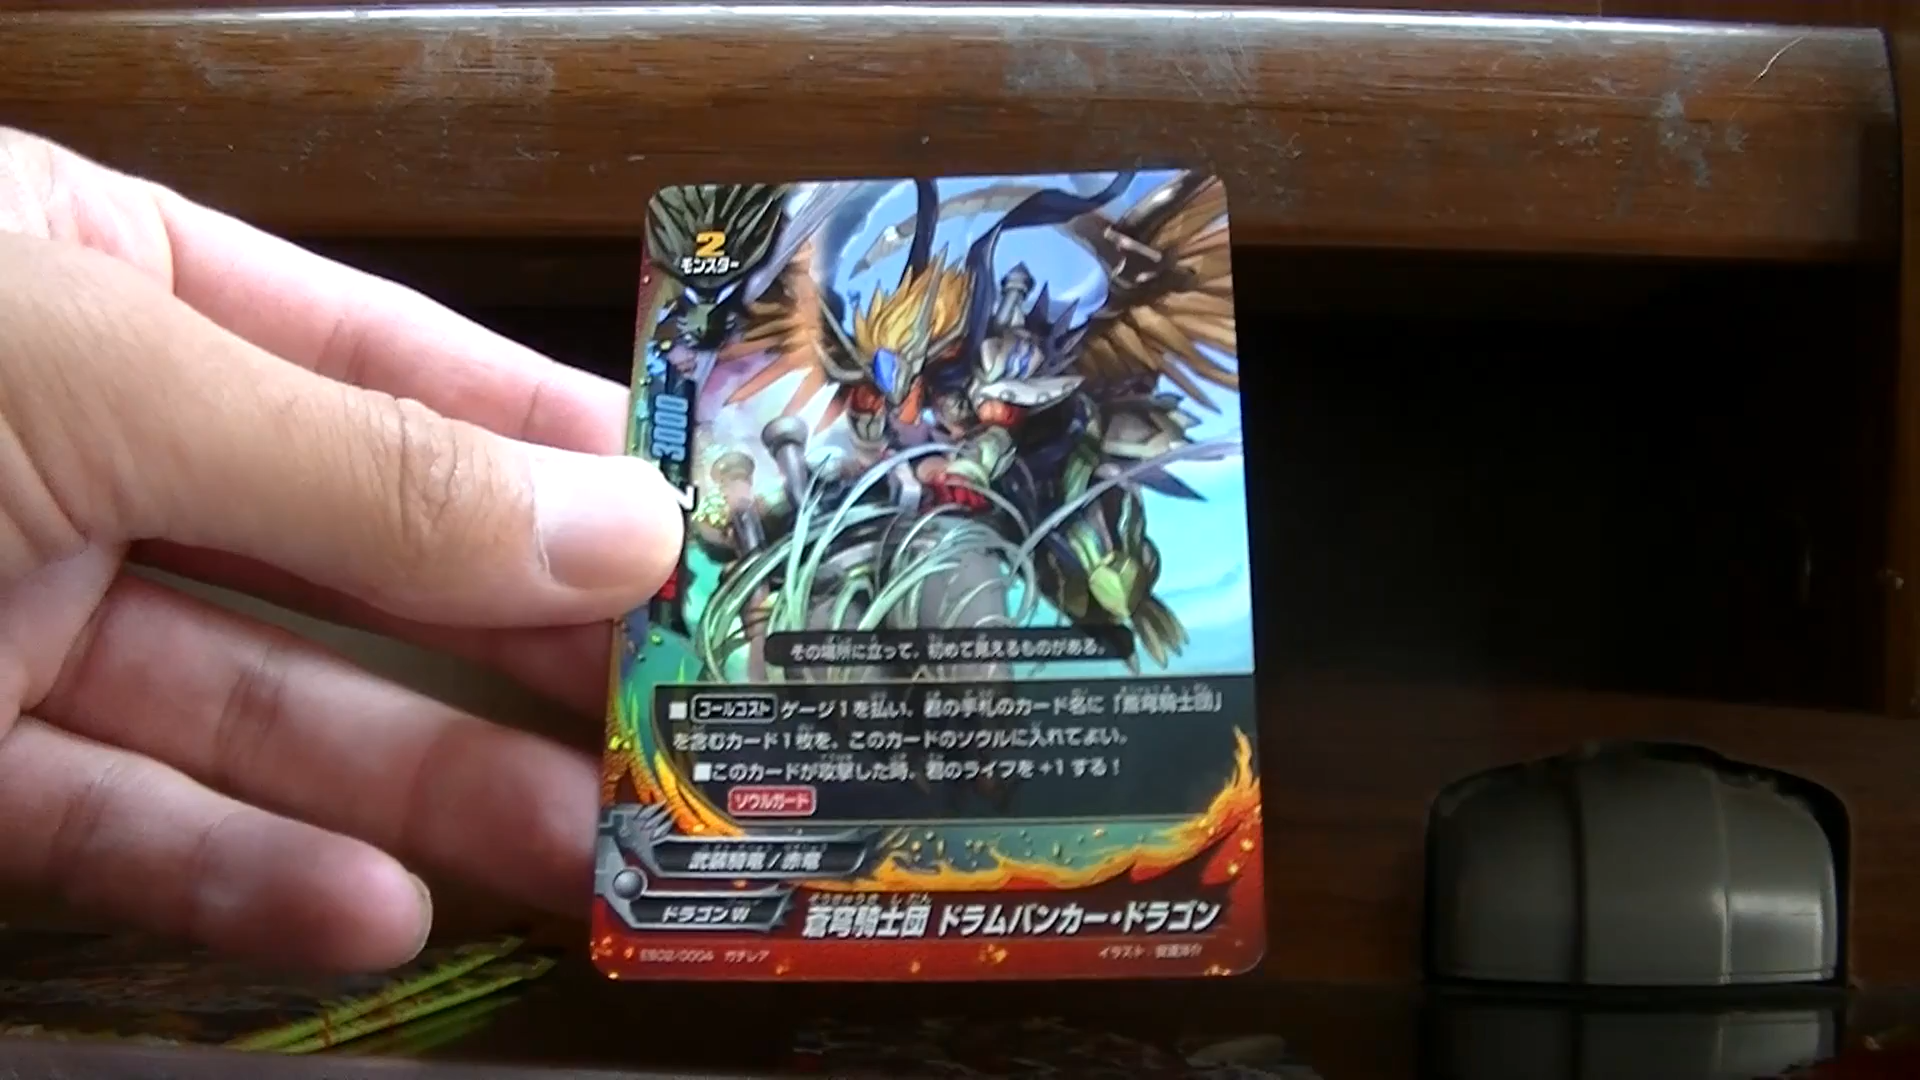 2
モンスター
3000
その場所に立って、初めて見えるものがある。
■コールコスト ゲージ1を払い、君の手札のカード名に「蒼穹騎士団」
を含むカード1枚を、このカードのソウルに入れてよい。
■このカードが攻撃した時、君のライフを+1する！
ソウルガード
武装騎竜 / 赤竜
ドラゴンW
蒼穹騎士団 ドラムバンカー・ドラゴン
EB02/0004 ガチレア
イラスト：